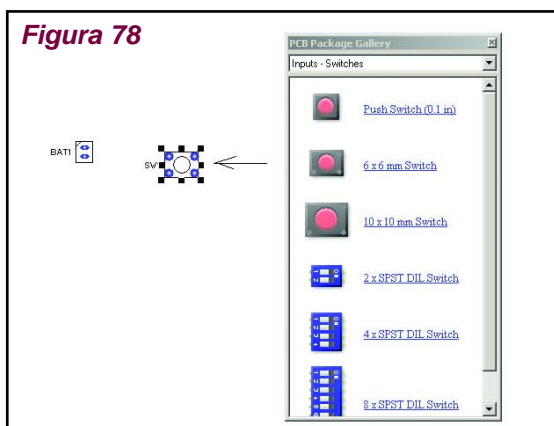 Figura 78
PCB Package Gallery
Inputs - Switches
Push Switch (0.1 in)
BAT1
SW
6 x 6 mm Switch
10 x 10 mm Switch
2 x SPST DIL Switch
4 x SPST DIL Switch
8 x SPST DIL Switch